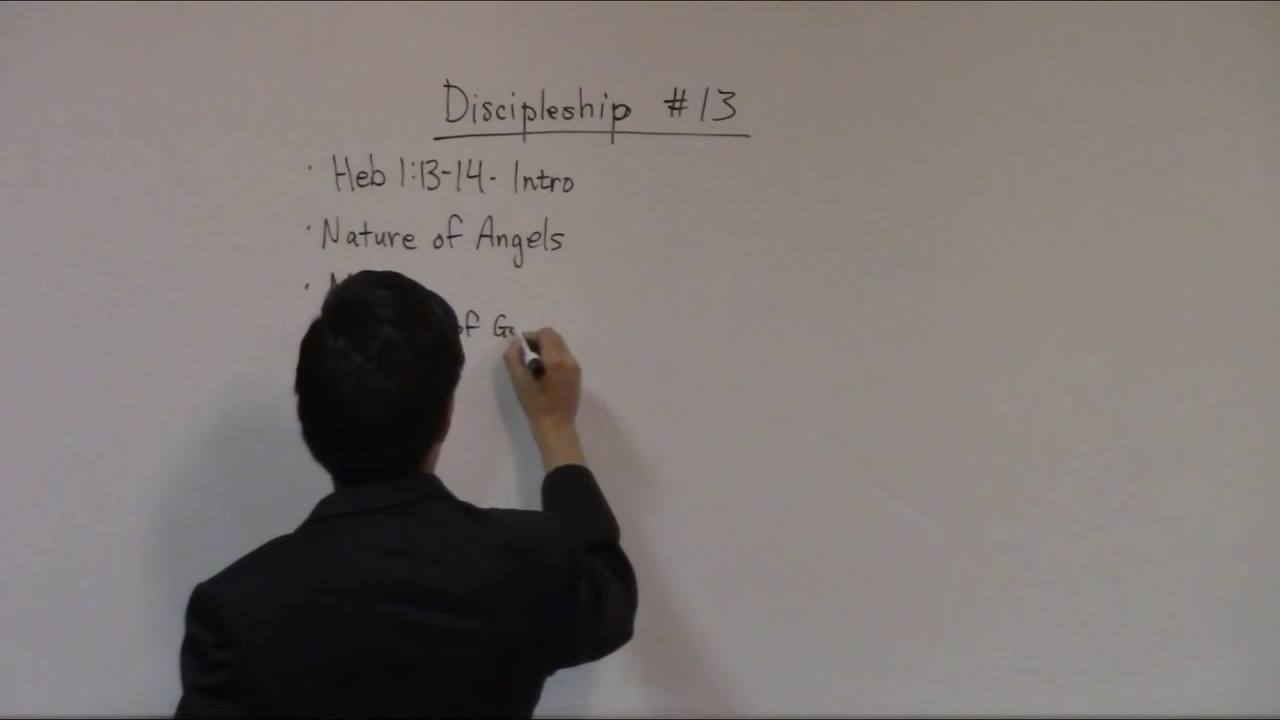 Discipleship #13
· Heb 1:13-14- Intro
· Nature of Angels
·
of